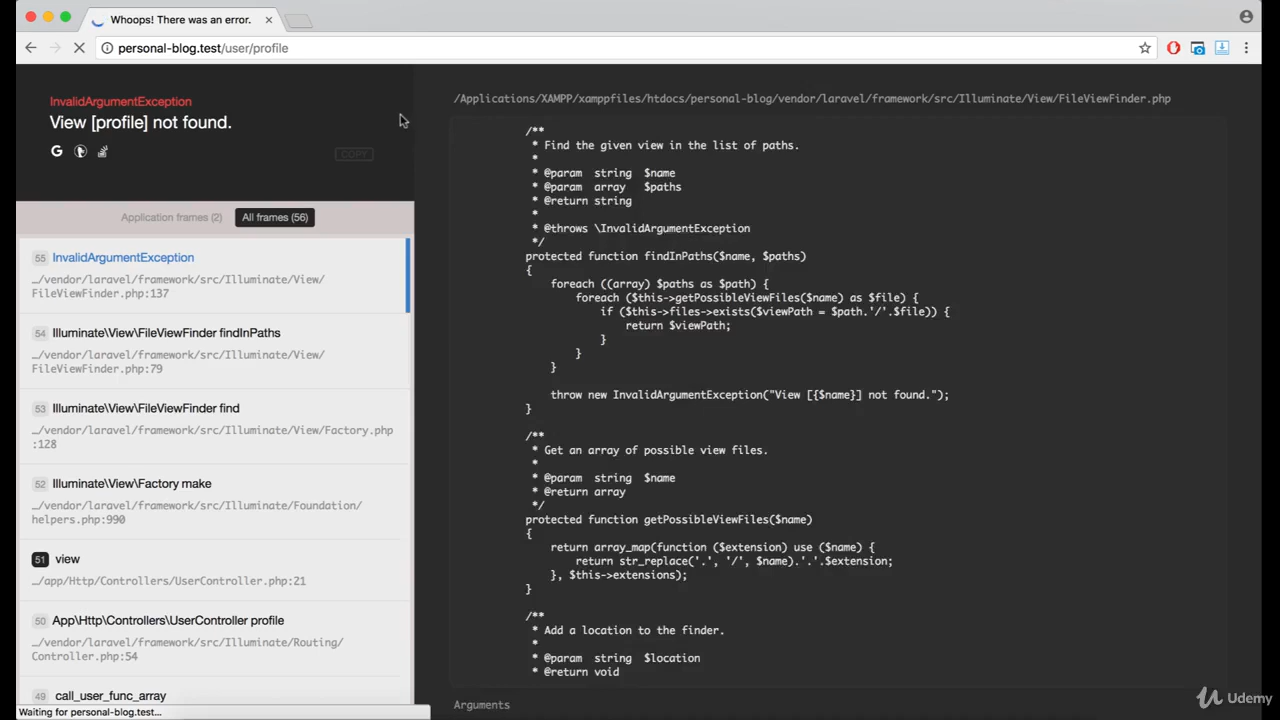 Whoops! There was an error.
personal-blog.test/user/profile
InvalidArgumentException
View [profile] not found.
COPY
Application frames (2)
All frames (56)
55 InvalidArgumentException
…/vendor/laravel/framework/src/Illuminate/View/
FileViewFinder.php:137
54 Illuminate\View\FileViewFinder findInPaths
…/vendor/laravel/framework/src/Illuminate/View/
FileViewFinder.php:79
53 Illuminate\View\FileViewFinder find
…/vendor/laravel/framework/src/Illuminate/View/Factory.php
:128
52 Illuminate\View\Factory make
…/vendor/laravel/framework/src/Illuminate/Foundation/
helpers.php:990
51 view
…/app/Http/Controllers/UserController.php:21
50 App\Http\Controllers\UserController profile
…/vendor/laravel/framework/src/Illuminate/Routing/
Controller.php:54
49 call_user_func_array
Waiting for personal-blog.test...
/Applications/XAMPP/xamppfiles/htdocs/personal-blog/vendor/laravel/framework/src/Illuminate/View/FileViewFinder.php
/**
* Find the given view in the list of paths.
*
* @param string $name
* @param array $paths
* @return string
*
* @throws \InvalidArgumentException
*/
protected function findInPaths($name, $paths)
{
foreach ((array) $paths as $path) {
foreach ($this->getPossibleViewFiles($name) as $file) {
if ($this->files->exists($viewPath = $path.'/'.$file)) {
return $viewPath;
}
}
}
throw new InvalidArgumentException("View [{$name}] not found.");
}
/**
* Get an array of possible view files.
*
* @param string $name
* @return array
*/
protected function getPossibleViewFiles($name)
{
return array_map(function ($extension) use ($name) {
return str_replace('.', '/', $name).'.'.$extension;
}, $this->extensions);
}
/**
* Add a location to the finder.
*
* @param string $location
* @return void
Arguments
Udemy